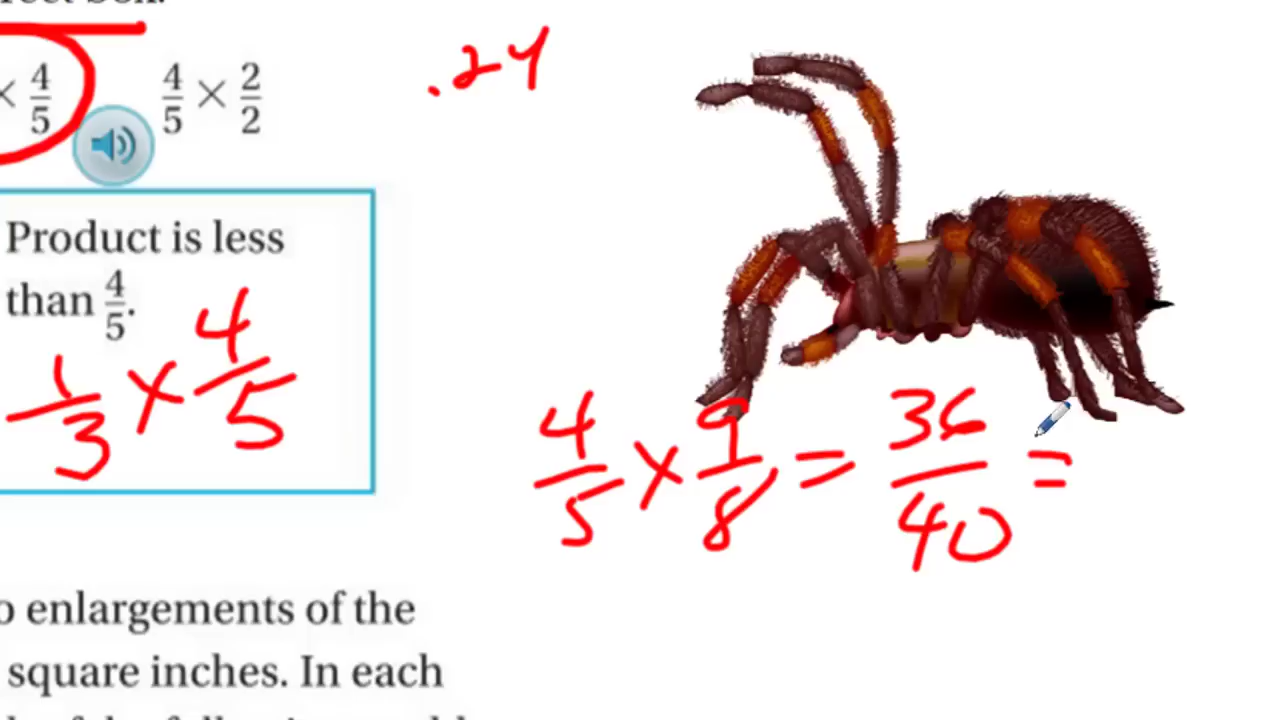 × 4/5 4/5 × 2/2
.24
Product is less
than 4/5.
1/3 × 4/5
4/5 × 9/8 = 36/40 =
o enlargements of the
square inches. In each